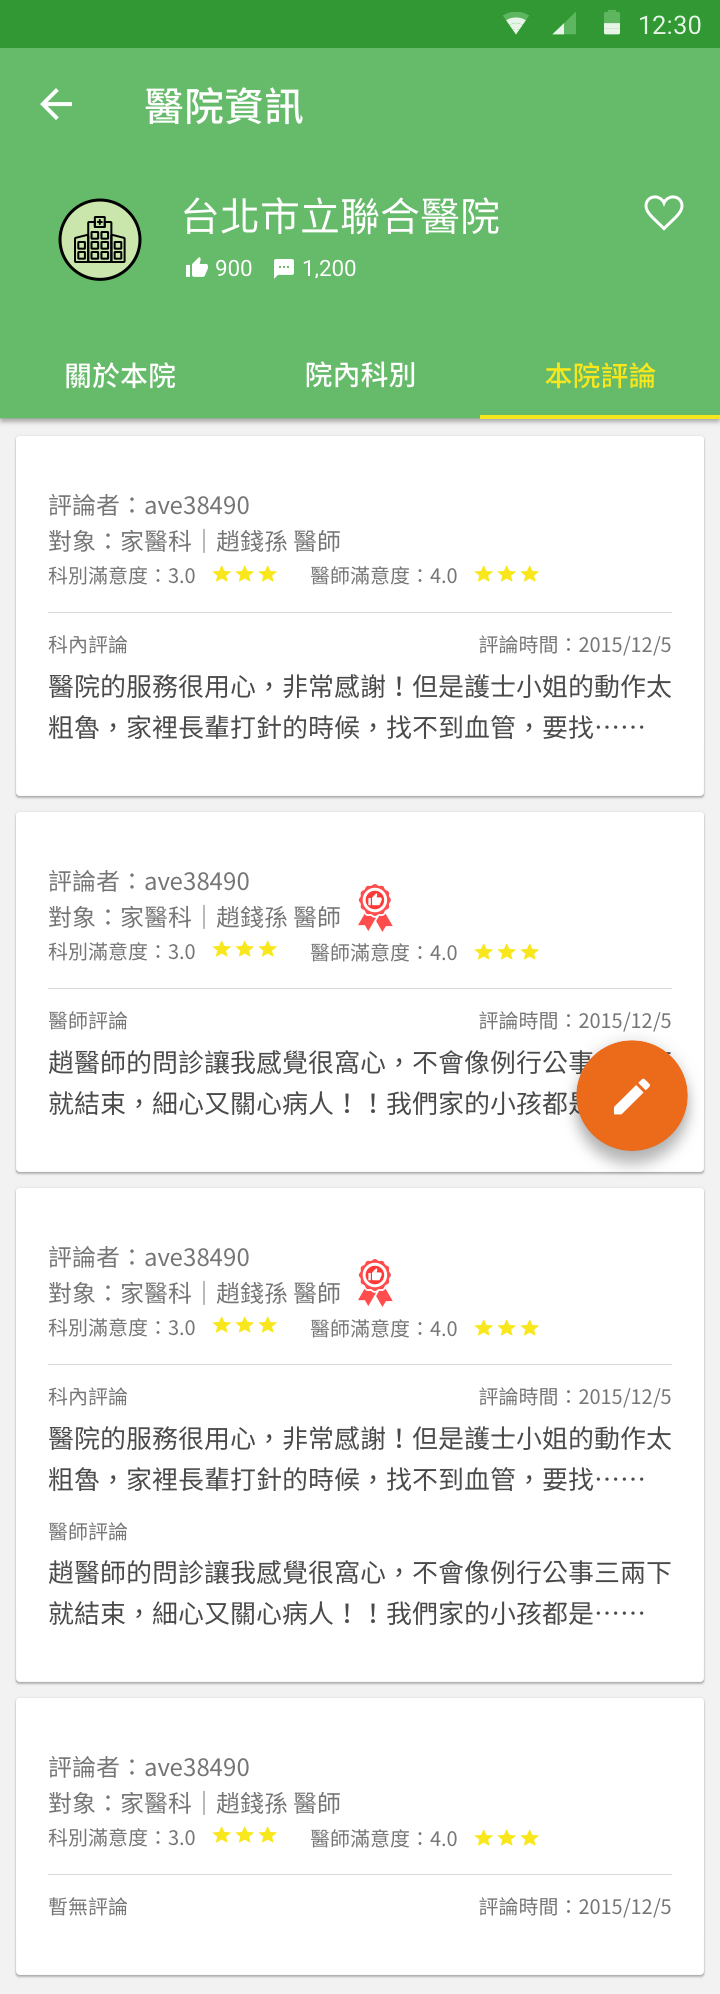 12:30
醫院資訊
台北市立聯合醫院
900 1,200
關於本院 院內科別 本院評論
評論者：ave38490
對象：家醫科｜趙錢孫 醫師
科別滿意度：3.0 醫師滿意度：4.0
科內評論 評論時間：2015/12/5
醫院的服務很用心，非常感謝！但是護士小姐的動作太
粗魯，家裡長輩打針的時候，找不到血管，要找⋯⋯
評論者：ave38490
對象：家醫科｜趙錢孫 醫師
科別滿意度：3.0 醫師滿意度：4.0
醫師評論 評論時間：2015/12/5
趙醫師的問診讓我感覺很窩心，不會像例行公事
就結束，細心又關心病人！！我們家的小孩都是
評論者：ave38490
對象：家醫科｜趙錢孫 醫師
科別滿意度：3.0 醫師滿意度：4.0
科內評論 評論時間：2015/12/5
醫院的服務很用心，非常感謝！但是護士小姐的動作太
粗魯，家裡長輩打針的時候，找不到血管，要找⋯⋯
醫師評論
趙醫師的問診讓我感覺很窩心，不會像例行公事三兩下
就結束，細心又關心病人！！我們家的小孩都是⋯⋯
評論者：ave38490
對象：家醫科｜趙錢孫 醫師
科別滿意度：3.0 醫師滿意度：4.0
暫無評論 評論時間：2015/12/5